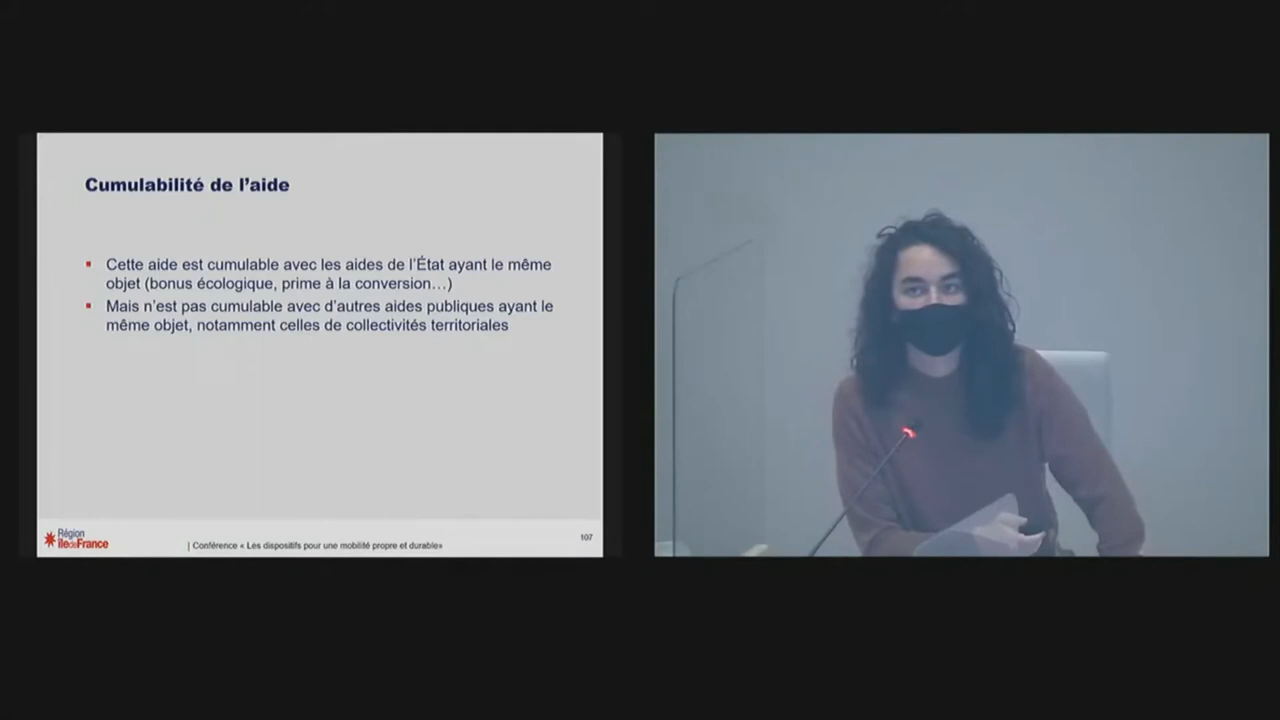 Cumulabilité de l’aide
Cette aide est cumulable avec les aides de l’État ayant le même
objet (bonus écologique, prime à la conversion…)
Mais n’est pas cumulable avec d’autres aides publiques ayant le
même objet, notamment celles de collectivités territoriales
Région
îledeFrance
| Conférence « Les dispositifs pour une mobilité propre et durable»
107